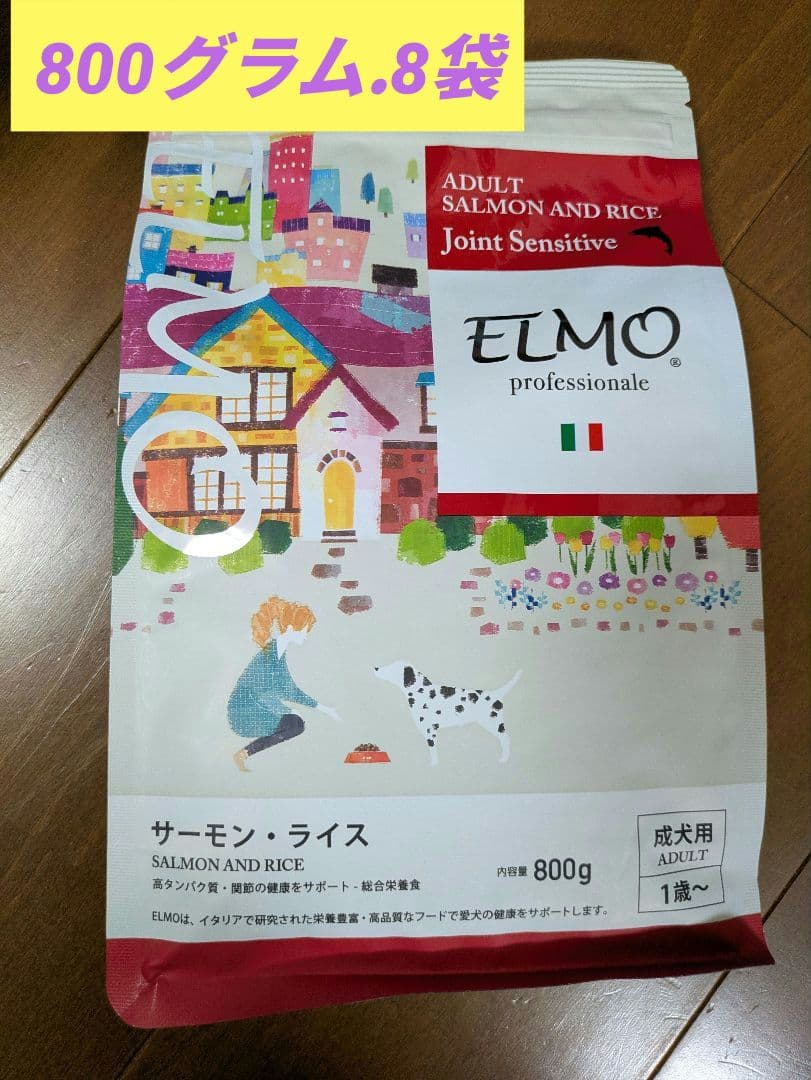 800グラム.8袋
ELMO
ADULT
SALMON AND RICE
Joint Sensitive
ELMO®
professionale
サーモン・ライス
SALMON AND RICE
高タンパク質・関節の健康をサポート - 総合栄養食
ELMOは、イタリアで研究された栄養豊富・高品質なフードで愛犬の健康をサポートします。
内容量 800g
成犬用
ADULT
1歳~